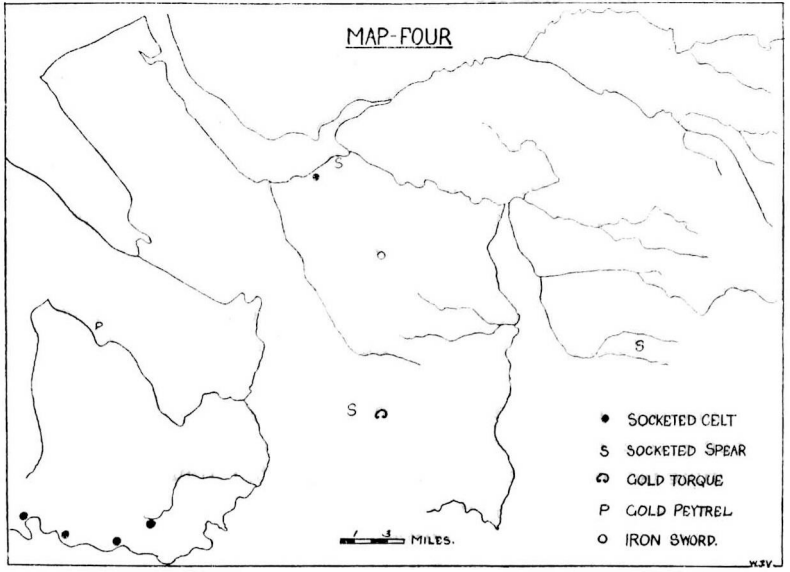 MAP-FOUR
S
P
S
S
● SOCKETED CELT
S SOCKETED SPEAR
GOLD TORQUE
P GOLD PEYTREL
○ IRON SWORD.
1 3 MILES.
W.J.V.